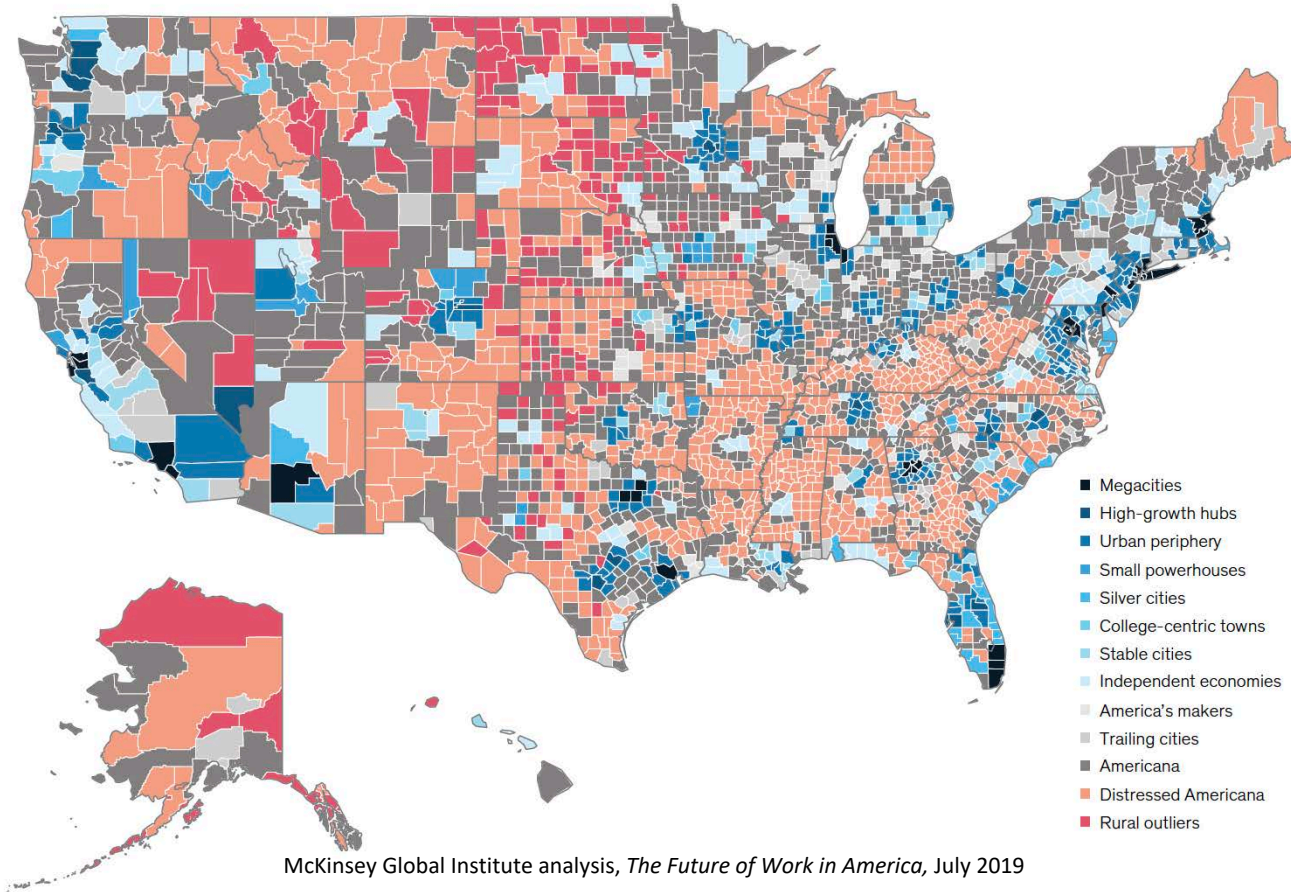 Megacities
High-growth hubs
Urban periphery
Small powerhouses
Silver cities
College-centric towns
Stable cities
Independent economies
America’s makers
Trailing cities
Americana
Distressed Americana
Rural outliers
McKinsey Global Institute analysis, The Future of Work in America, July 2019